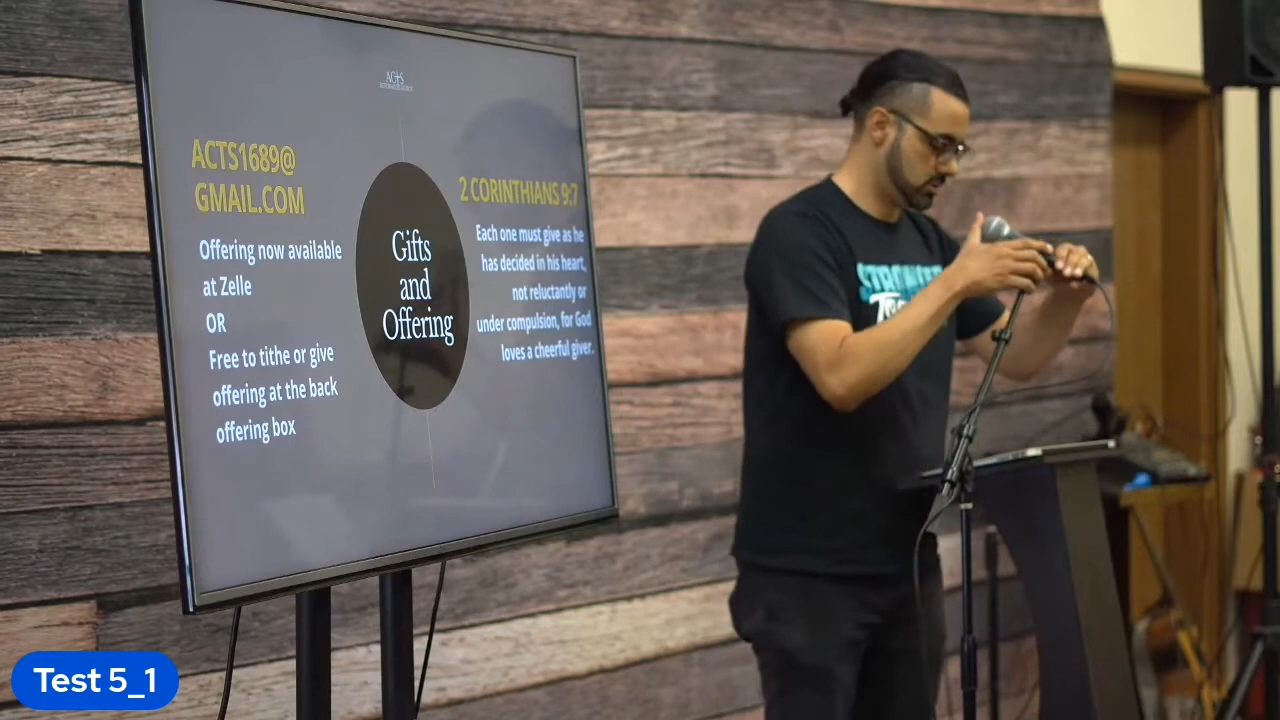 ACTS
ACTS1689@
GMAIL.COM
Offering now available
at Zelle
OR
Free to tithe or give
offering at the back
offering box
Gifts
and
Offering
2 CORINTHIANS 9:7
Each one must give as he
has decided in his heart,
not reluctantly or
under compulsion, for God
loves a cheerful giver.
STRONGER
Test 5_1